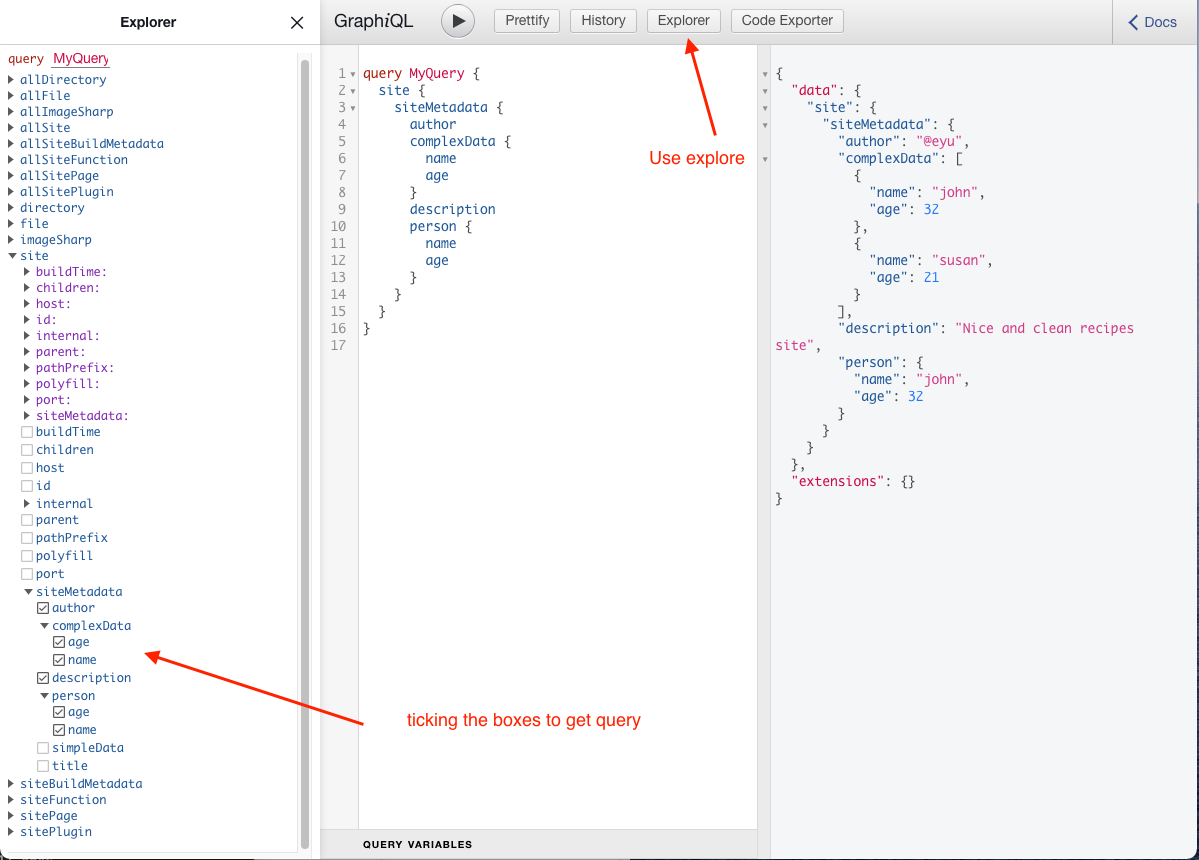 Explorer
query MyQuery
allDirectory
allFile
allImageSharp
allSite
allSiteBuildMetadata
allSiteFunction
allSitePage
allSitePlugin
directory
file
imageSharp
site
buildTime:
children:
host:
id:
internal:
parent:
pathPrefix:
polyfill:
port:
siteMetadata:
buildTime
children
host
id
internal
parent
pathPrefix
polyfill
port
siteMetadata
author
complexData
age
name
description
person
age
name
simpleData
title
siteBuildMetadata
siteFunction
sitePage
sitePlugin
GraphiQL
Prettify
History
Explorer
Code Exporter
Docs
1 query MyQuery {
2 site {
3 siteMetadata {
4 author
5 complexData {
6 name
7 age
8 }
9 description
10 person {
11 name
12 age
13 }
14 }
15 }
16 }
17
Use explore
ticking the boxes to get query
QUERY VARIABLES
{
"data": {
"site": {
"siteMetadata": {
"author": "@eyu",
"complexData": [
{
"name": "john",
"age": 32
},
{
"name": "susan",
"age": 21
}
],
"description": "Nice and clean recipes
site",
"person": {
"name": "john",
"age": 32
}
}
}
},
"extensions": {}
}